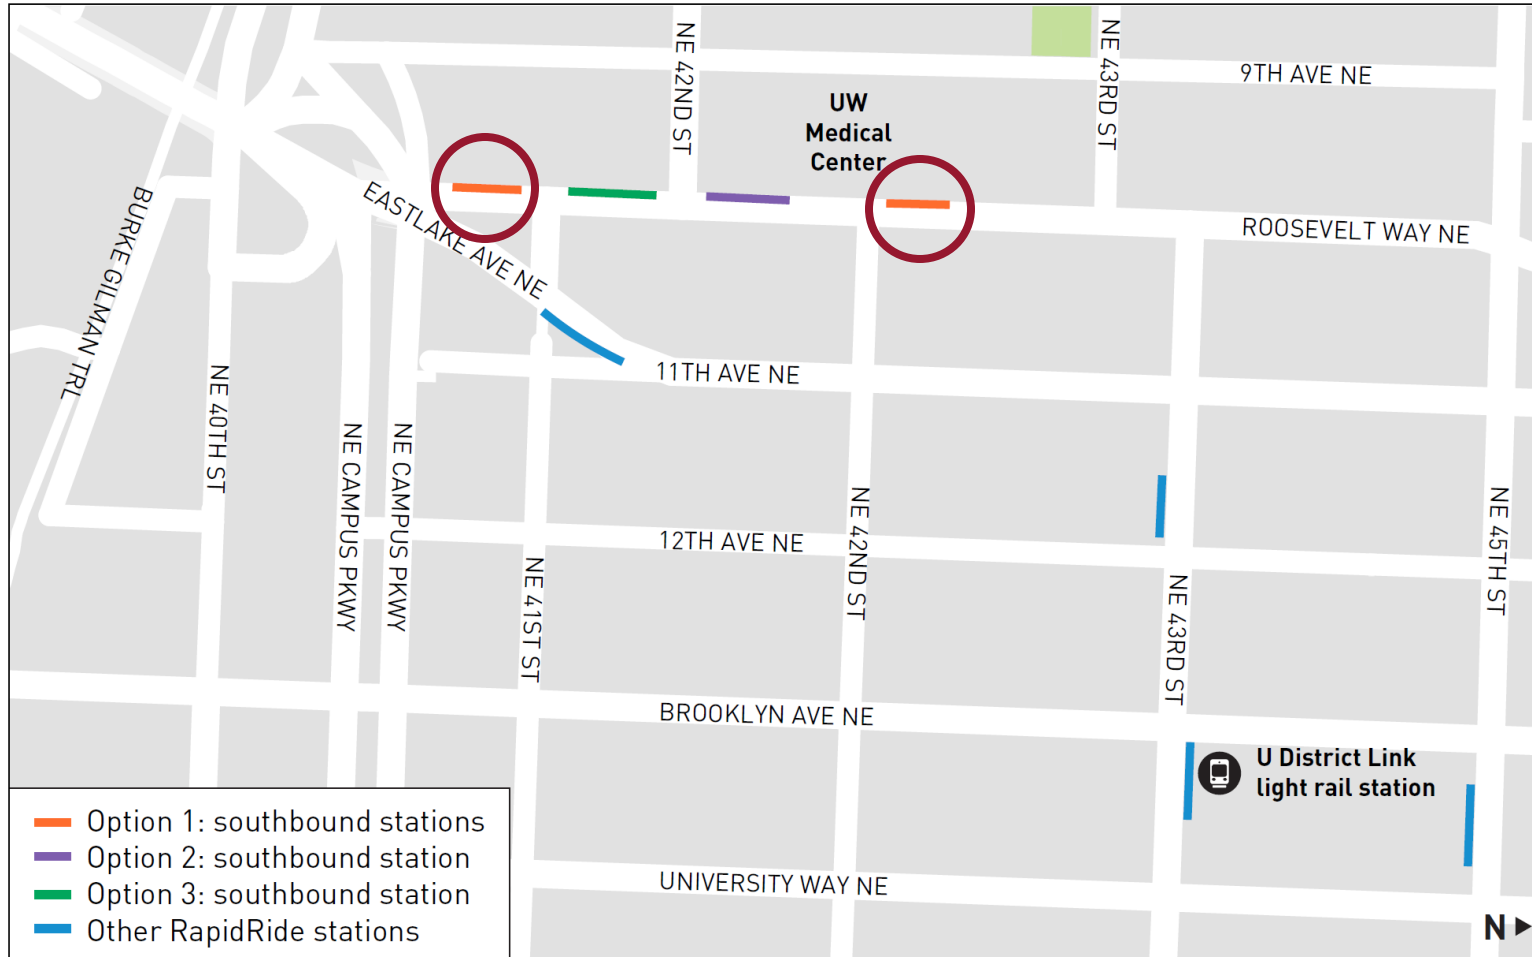 NE 42ND ST
NE 43RD ST
9TH AVE NE
UW
Medical
Center
EASTLAKE AVE NE
BURKE GILMAN TRL
ROOSEVELT WAY NE
11TH AVE NE
NE 40TH ST
NE CAMPUS PKWY
NE CAMPUS PKWY
NE 41ST ST
12TH AVE NE
NE 42ND ST
NE 43RD ST
NE 45TH ST
BROOKLYN AVE NE
U District Link
light rail station
UNIVERSITY WAY NE
Option 1: southbound stations
Option 2: southbound station
Option 3: southbound station
Other RapidRide stations
N